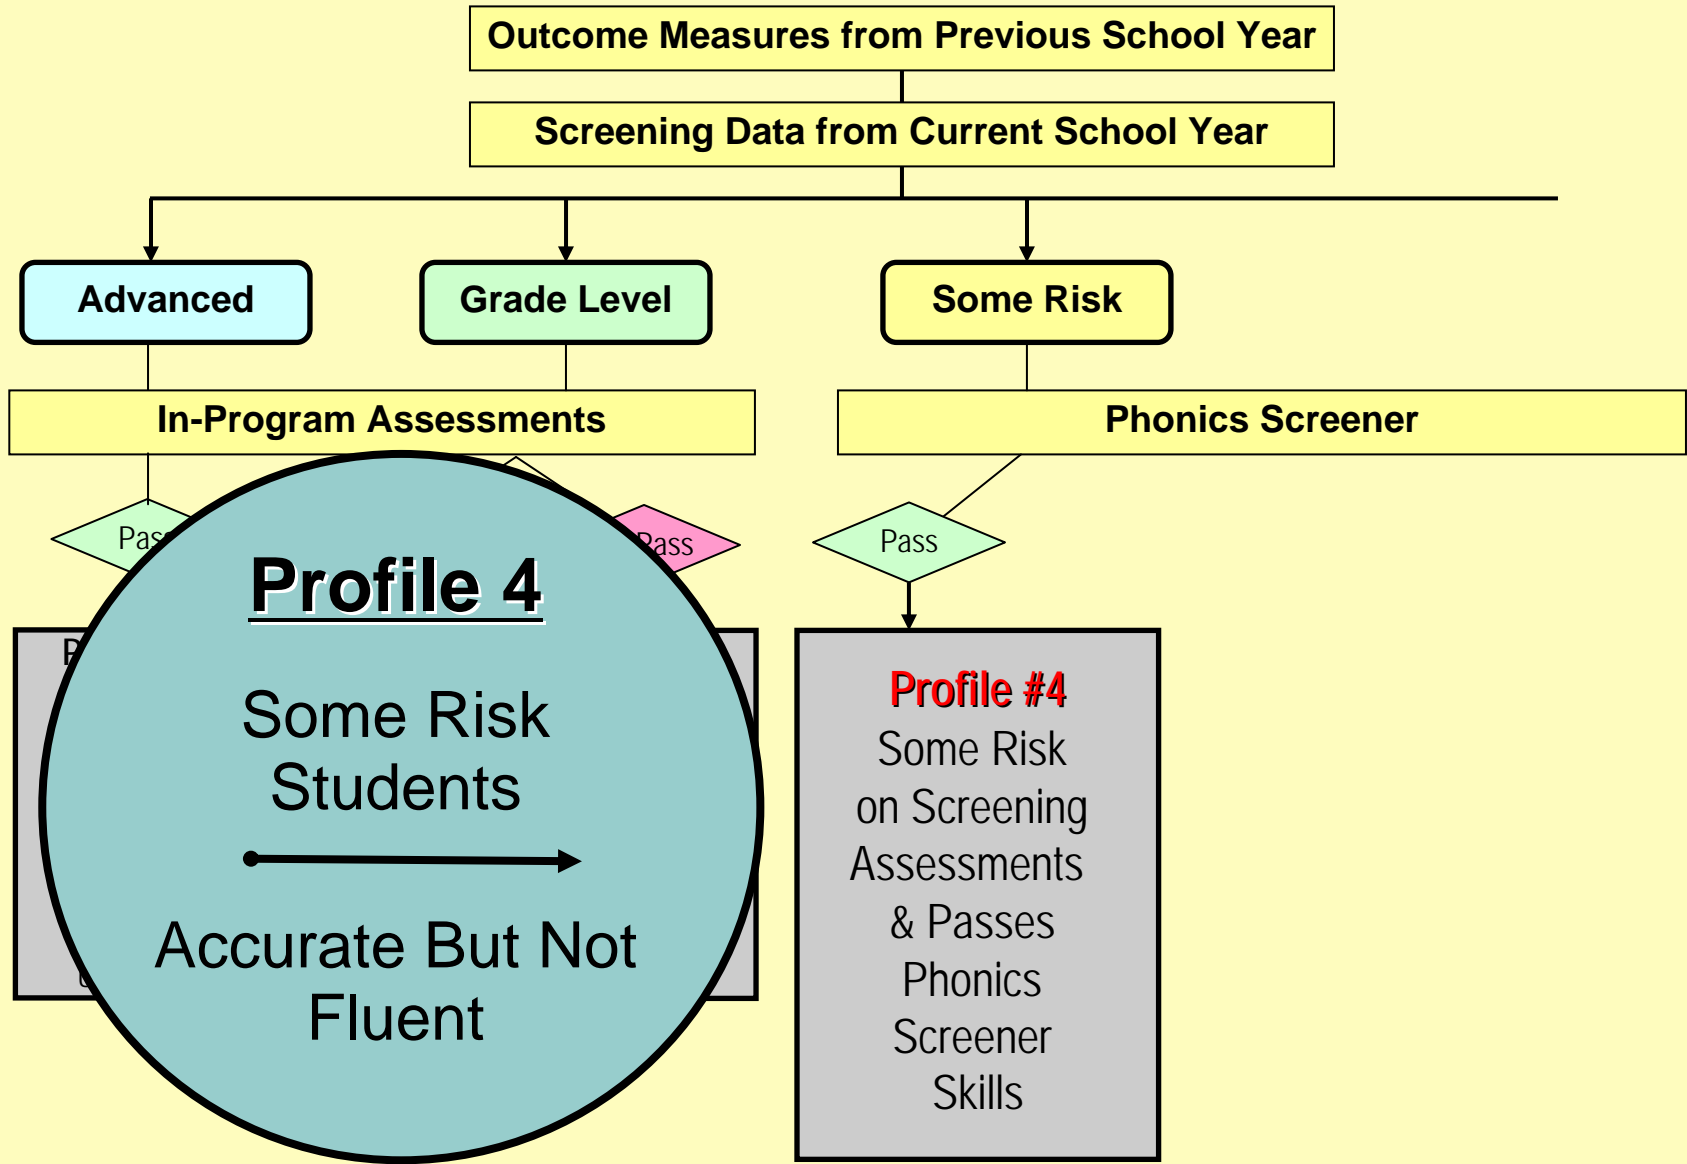 Outcome Measures from Previous School Year
Screening Data from Current School Year
Advanced
Grade Level
Some Risk
In-Program Assessments
Phonics Screener
Pass
Profile 4
Some Risk
Students
Accurate But Not
Fluent
Profile #4
Some Risk
on Screening
Assessments
& Passes
Phonics
Screener
Skills